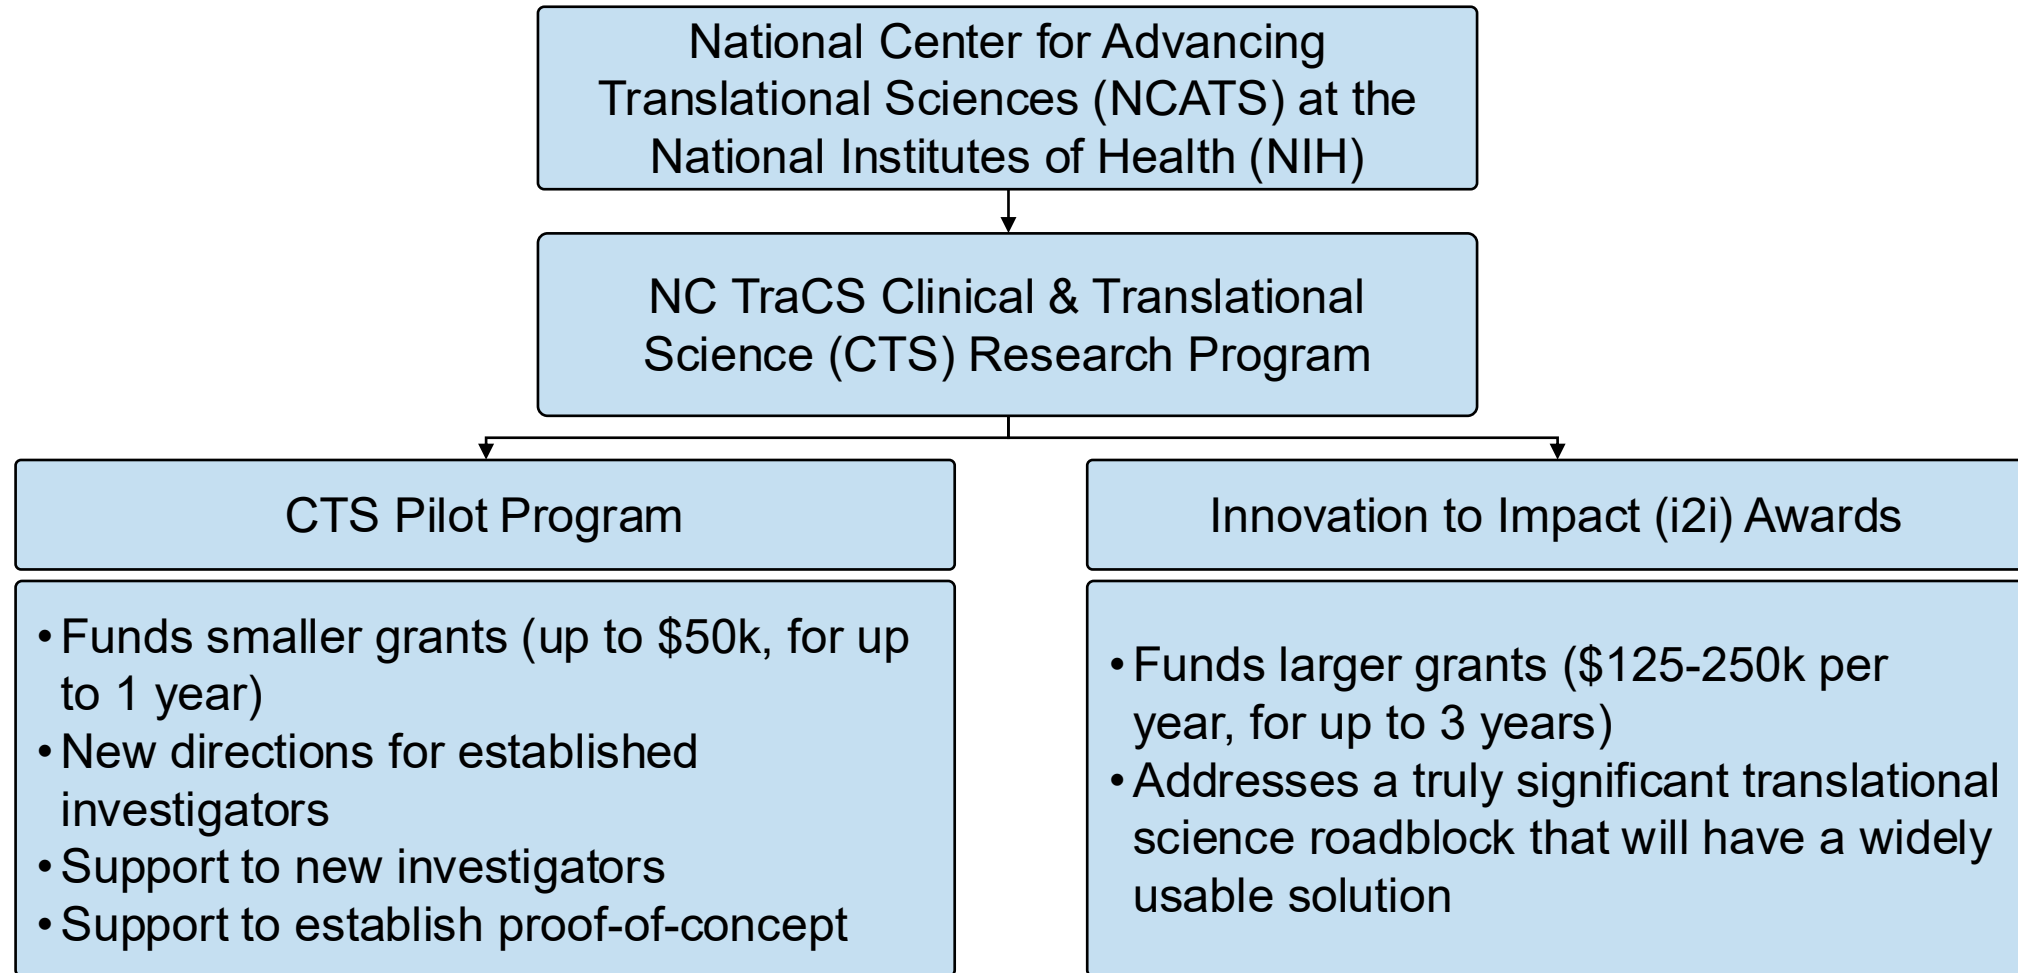 National Center for Advancing
Translational Sciences (NCATS) at the
National Institutes of Health (NIH)
NC TraCS Clinical & Translational
Science (CTS) Research Program
CTS Pilot Program
• Funds smaller grants (up to $50k, for up
to 1 year)
• New directions for established
investigators
• Support to new investigators
• Support to establish proof-of-concept
Innovation to Impact (i2i) Awards
• Funds larger grants ($125-250k per
year, for up to 3 years)
• Addresses a truly significant translational
science roadblock that will have a widely
usable solution